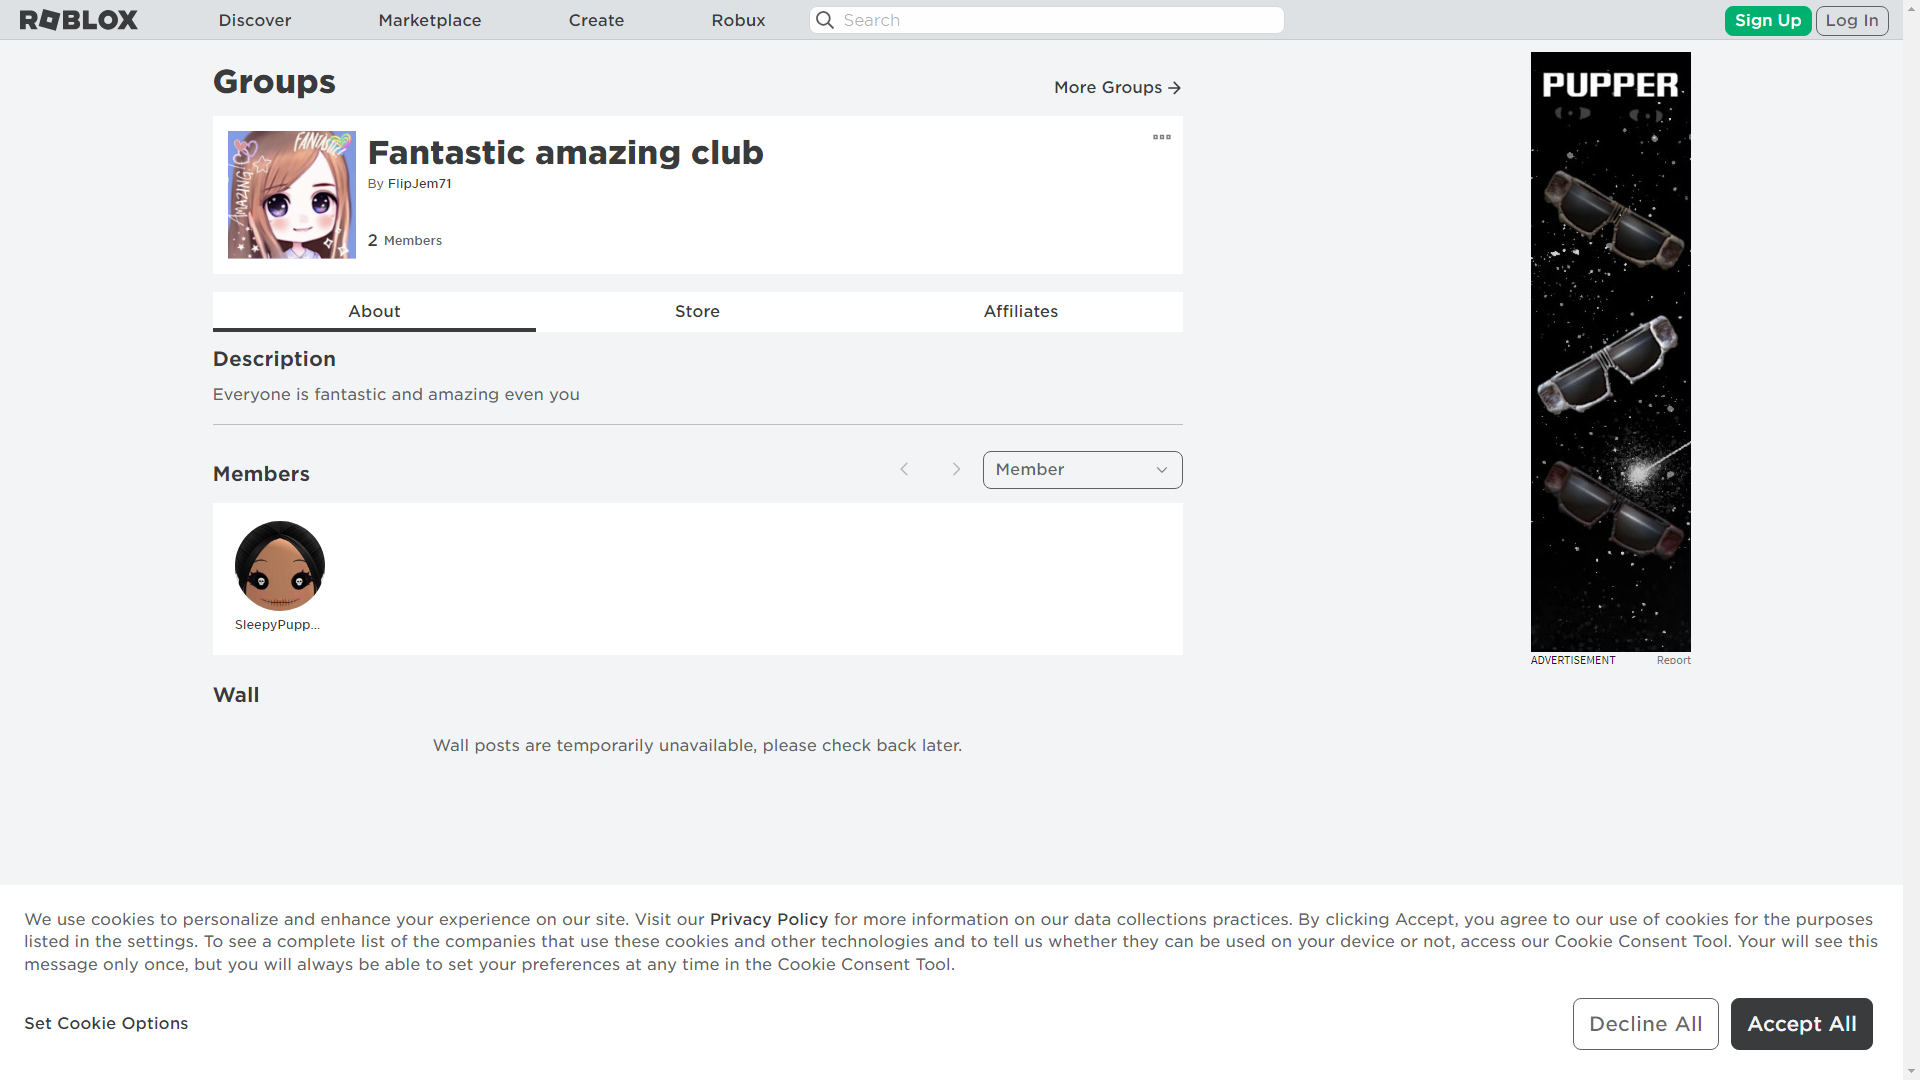 ROBLOX
Discover
Marketplace
Create
Robux
Search
Sign Up
Log In
Groups
More Groups
FANTASTIC!
AMAZING!
Fantastic amazing club
By FlipJem71
2 Members
About
Store
Affiliates
Description
Everyone is fantastic and amazing even you
Members
Member
SleepyPupp...
Wall
Wall posts are temporarily unavailable, please check back later.
PUPPER
ADVERTISEMENT
Report
We use cookies to personalize and enhance your experience on our site. Visit our Privacy Policy for more information on our data collections practices. By clicking Accept, you agree to our use of cookies for the purposes
listed in the settings. To see a complete list of the companies that use these cookies and other technologies and to tell us whether they can be used on your device or not, access our Cookie Consent Tool. Your will see this
message only once, but you will always be able to set your preferences at any time in the Cookie Consent Tool.
Set Cookie Options
Decline All
Accept All